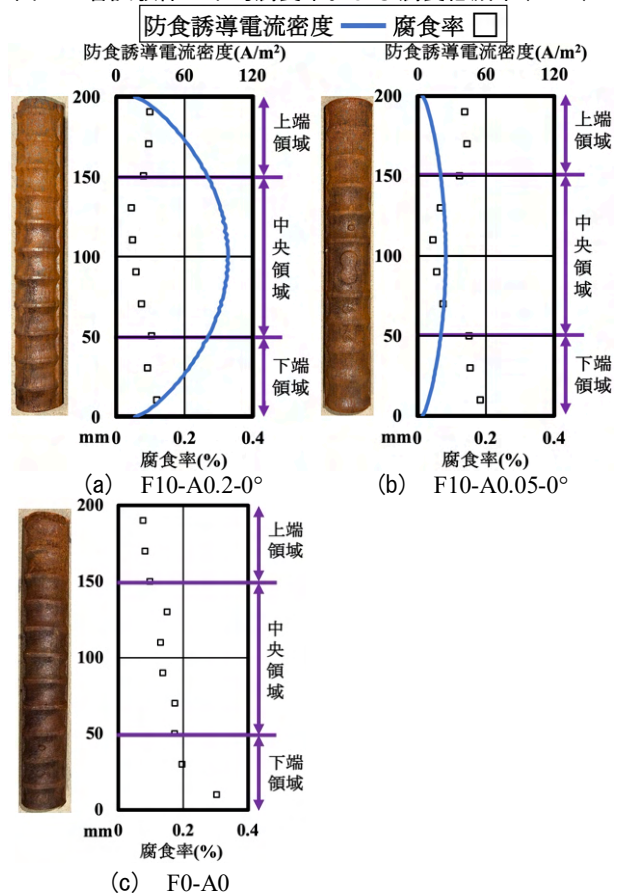 防食誘導電流密度 腐食率
防食誘導電流密度(A/m²)
0 60 120
200
150
100
50
0
上端領域
中央領域
下端領域
mm 0 0.2 0.4
腐食率(%)
(a) F10-A0.2-0°
防食誘導電流密度(A/m²)
0 60 120
200
150
100
50
0
上端領域
中央領域
下端領域
mm 0 0.2 0.4
腐食率(%)
(b) F10-A0.05-0°
200
150
100
50
0
上端領域
中央領域
下端領域
mm 0 0.2 0.4
腐食率(%)
(c) F0-A0